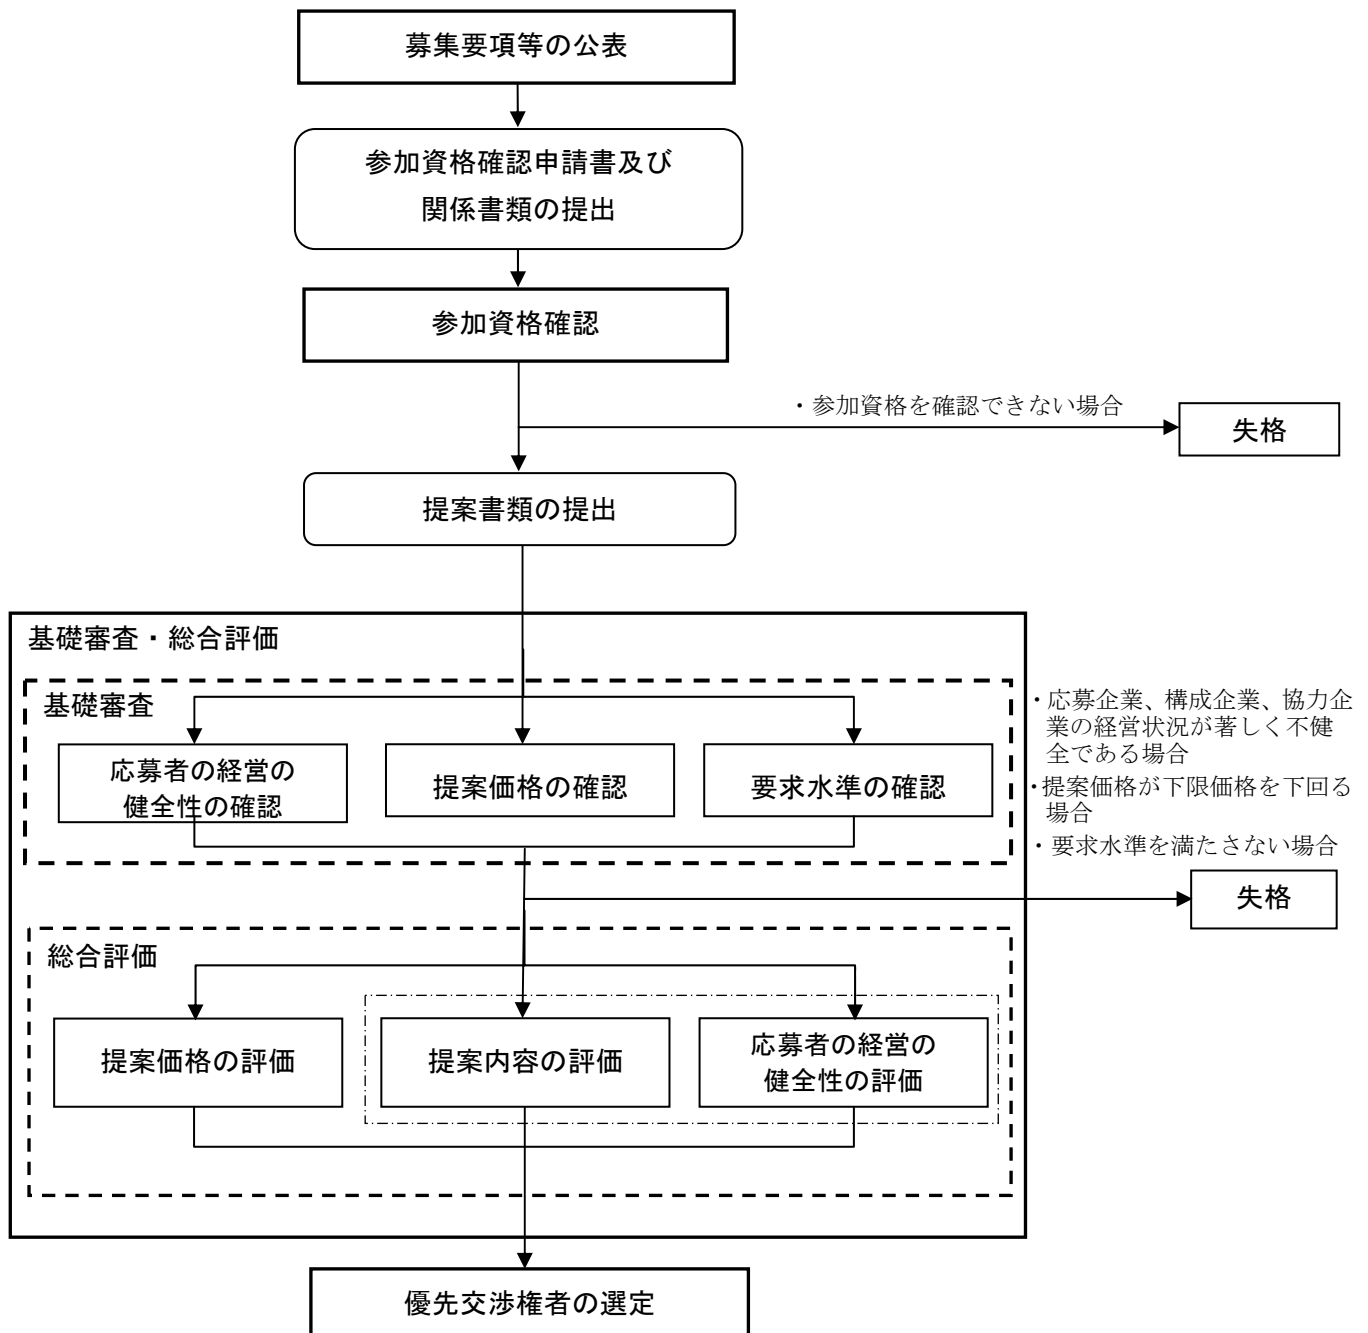 募集要項等の公表
参加資格確認申請書及び
関係書類の提出
参加資格確認
・参加資格を確認できない場合
失格
提案書類の提出
基礎審査・総合評価
基礎審査
応募者の経営の
健全性の確認
提案価格の確認
要求水準の確認
・応募企業、構成企業、協力企
業の経営状況が著しく不健
全である場合
・提案価格が下限価格を下回る
場合
・要求水準を満たさない場合
失格
総合評価
提案価格の評価
提案内容の評価
応募者の経営の
健全性の評価
優先交渉権者の選定